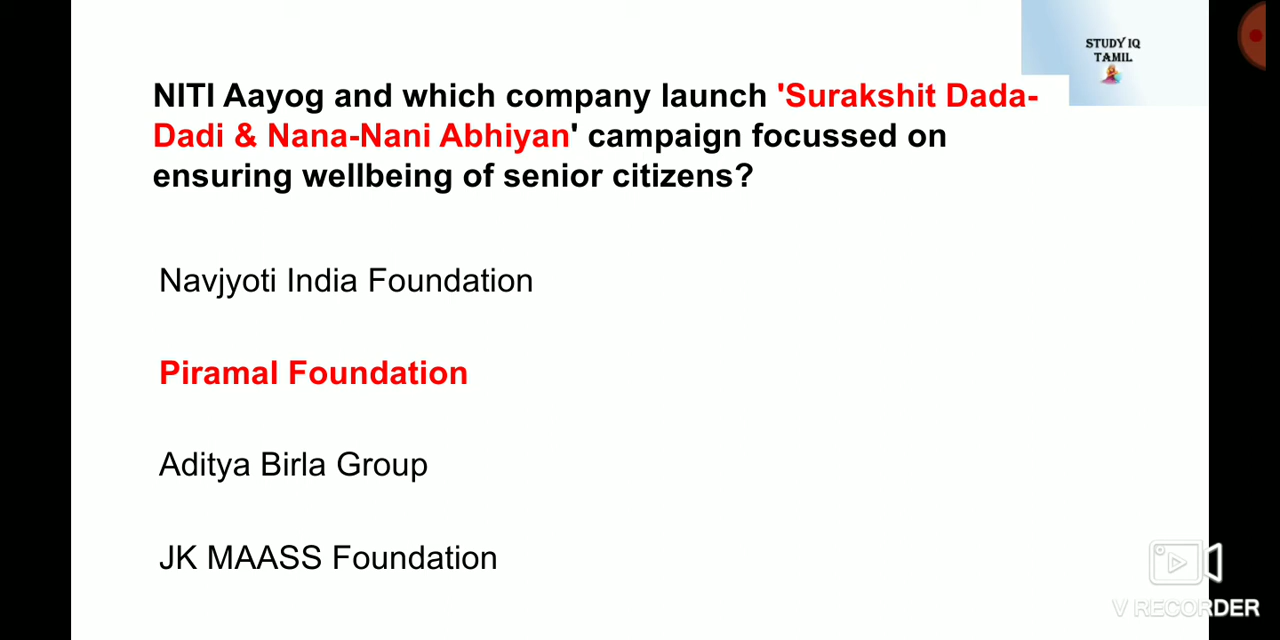 STUDY IQ
TAMIL
NITI Aayog and which company launch 'Surakshit Dada-
Dadi & Nana-Nani Abhiyan' campaign focussed on
ensuring wellbeing of senior citizens?
Navjyoti India Foundation
Piramal Foundation
Aditya Birla Group
JK MAASS Foundation
V RECORDER